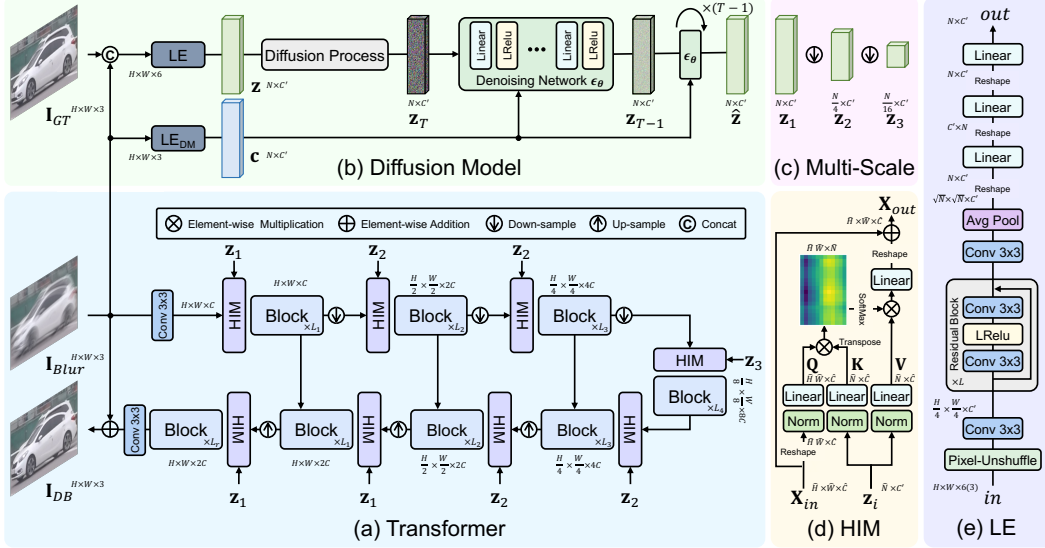 I_GT
H×W×3
C
LE
H×W×6
z N×C'
Diffusion Process
N×C'
z_T
Linear
LRelu
•••
Linear
LRelu
Denoising Network ϵ_θ
N×C'
z_{T−1}
×(T−1)
ϵ_θ
N×C'
ẑ
LE_DM
H×W×3
c N×C'
(b) Diffusion Model
N×C'
z_1
N/4 ×C'
z_2
N/16 ×C'
z_3
(c) Multi-Scale
Element-wise Multiplication
Element-wise Addition
Down-sample
Up-sample
C Concat
z_1
z_2
z_2
I_Blur
H×W×3
Conv 3x3
H×W×C
HIM
H×W×C
Block ×L_1
HIM
H/2 × W/2 ×2C
Block ×L_2
HIM
H/4 × W/4 ×4C
Block ×L_3
HIM
z_3
H/8 × W/8 ×8C
Block ×L_4
I_DB
H×W×3
Conv 3x3
Block ×L_r
H×W×2C
HIM
Block ×L_1
H×W×2C
HIM
Block ×L_2
H/2 × W/2 ×2C
HIM
Block ×L_3
H/4 × W/4 ×4C
HIM
z_1
z_1
z_2
z_2
(a) Transformer
X_out
Ĥ×Ŵ×Ĉ
Reshape
Linear
ĤŴ×N̂
SoftMax
Transpose
Q
ĤŴ×Ĉ
K
N̂×Ĉ
V
N̂×Ĉ
Linear
Linear
Linear
Norm
Norm
Norm
ĤŴ×Ĉ
Reshape
Ĥ×Ŵ×Ĉ
X_in
N̂×C'
z_i
(d) HIM
out
N×C'
Linear
N×C'
Reshape
Linear
C'×N
Reshape
Linear
N×C'
Reshape
√N×√N×C'
Avg Pool
Conv 3x3
Residual Block
Conv 3x3
LRelu
Conv 3x3
×L
H/4 × W/4 ×C'
Conv 3x3
Pixel-Unshuffle
H×W×6(3)
in
(e) LE